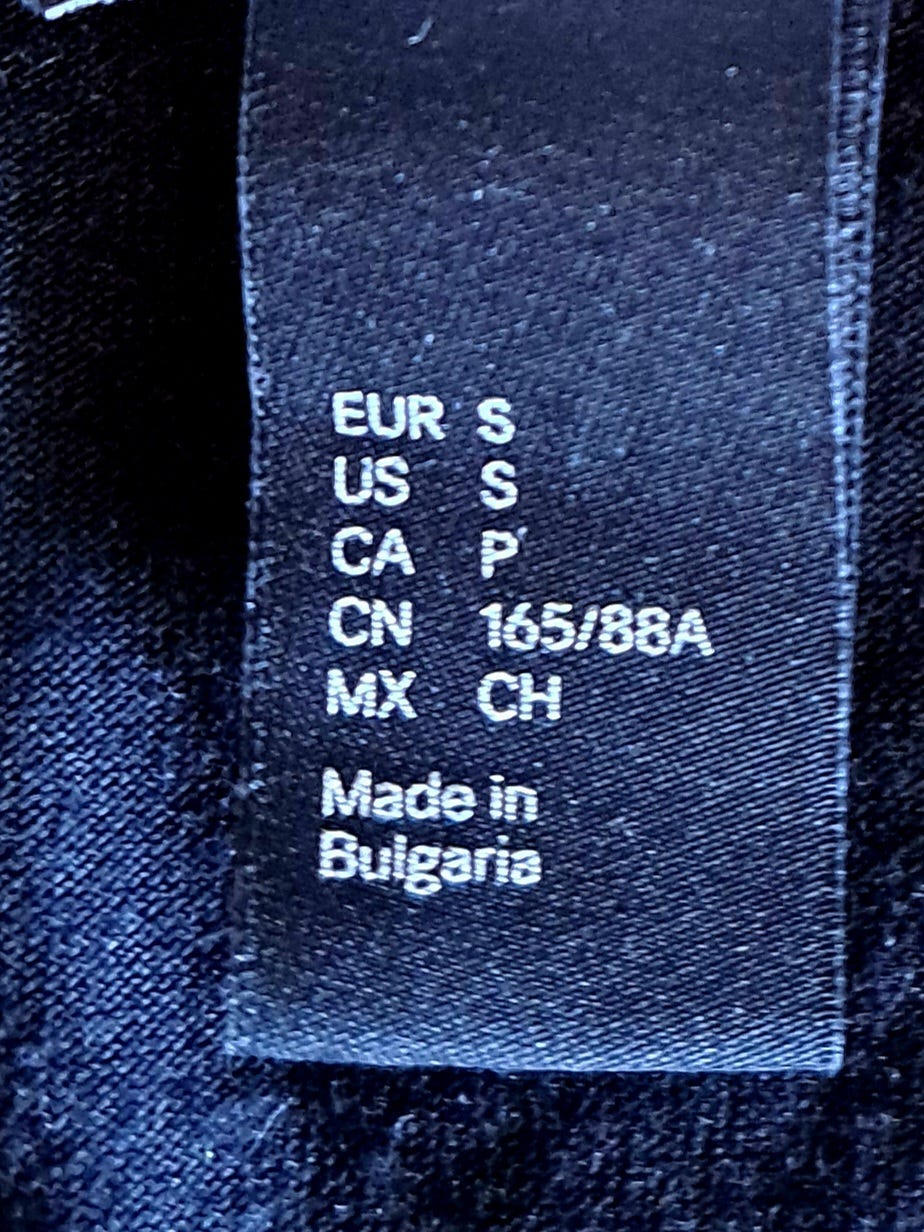 EUR S
US S
CA P
CN 165/88A
MX CH
Made in
Bulgaria